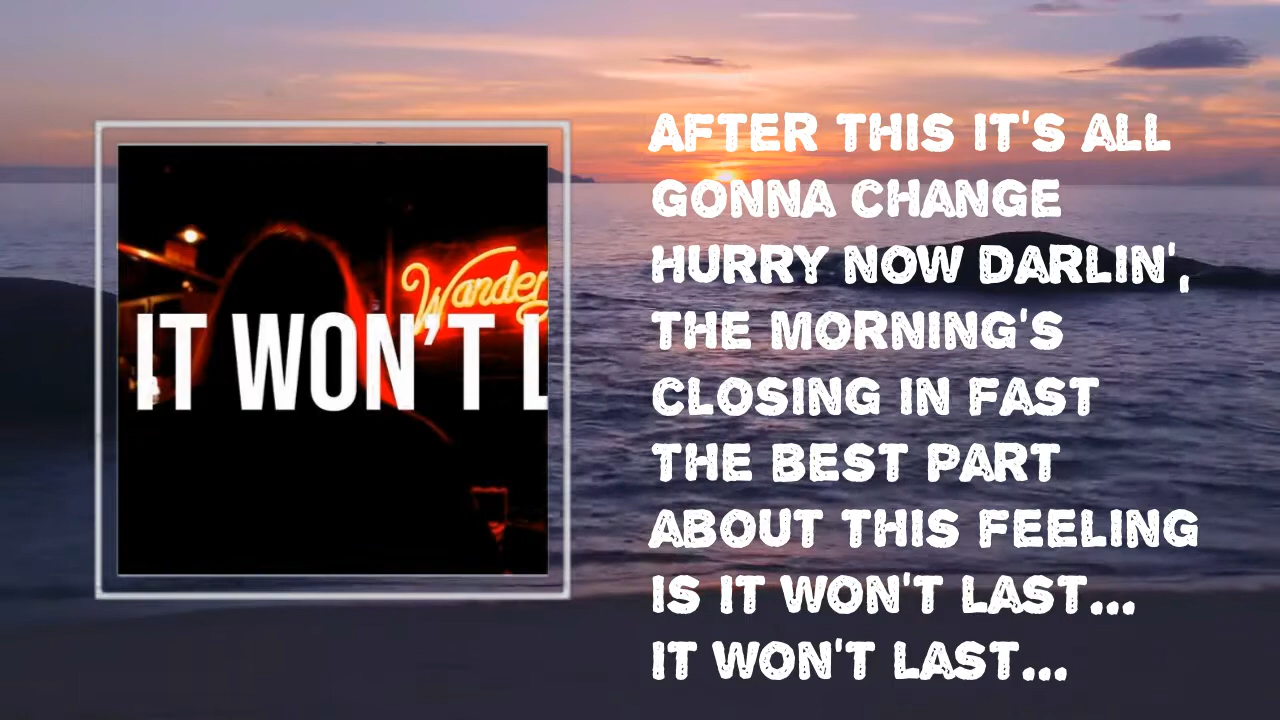 Wander
IT WON'T L
AFTER THIS IT'S ALL
GONNA CHANGE
HURRY NOW DARLIN',
THE MORNING'S
CLOSING IN FAST
THE BEST PART
ABOUT THIS FEELING
IS IT WON'T LAST...
IT WON'T LAST...